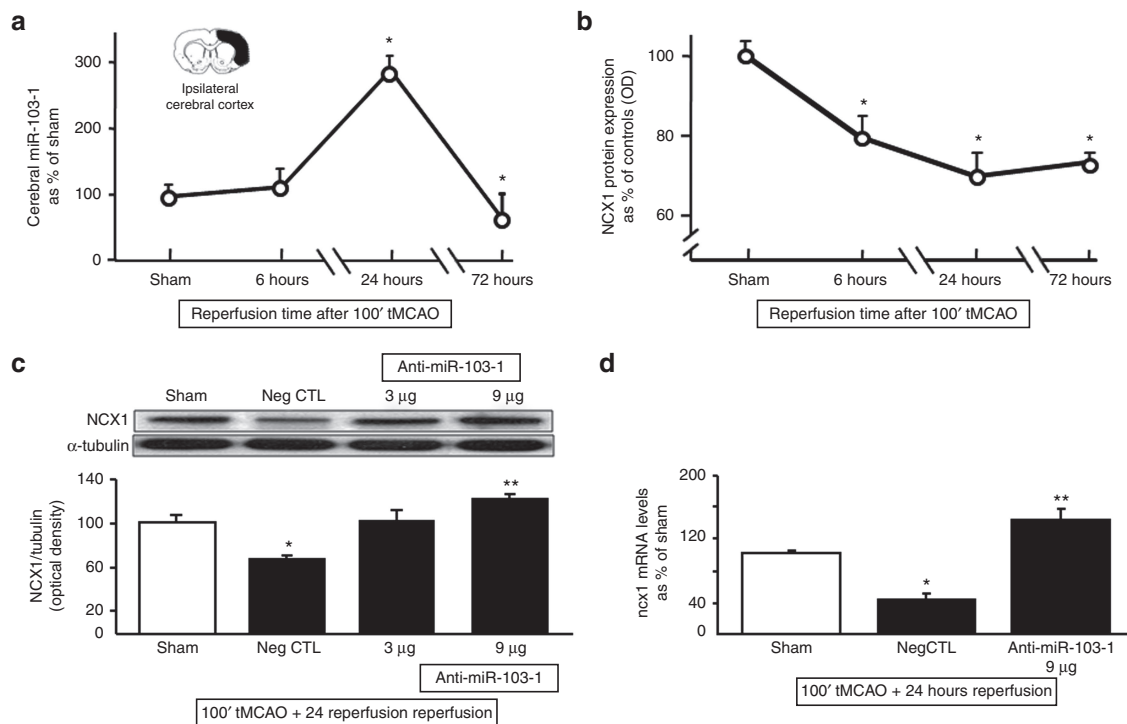 a
Cerebral miR-103-1
as % of sham
300
200
100
0
Ipsilateral
cerebral cortex
*
*
Sham
6 hours
24 hours
72 hours
Reperfusion time after 100′ tMCAO
b
NCX1 protein expression
as % of controls (OD)
100
80
60
*
*
*
Sham
6 hours
24 hours
72 hours
Reperfusion time after 100′ tMCAO
c
Anti-miR-103-1
Sham
Neg CTL
3 µg
9 µg
NCX1
α-tubulin
NCX1/tubulin
(optical density)
140
100
60
20
0
*
**
Sham
Neg CTL
3 µg
9 µg
Anti-miR-103-1
100′ tMCAO + 24 reperfusion reperfusion
d
ncx1 mRNA levels
as % of sham
200
160
120
80
40
0
*
**
Sham
NegCTL
Anti-miR-103-1
9 µg
100′ tMCAO + 24 hours reperfusion